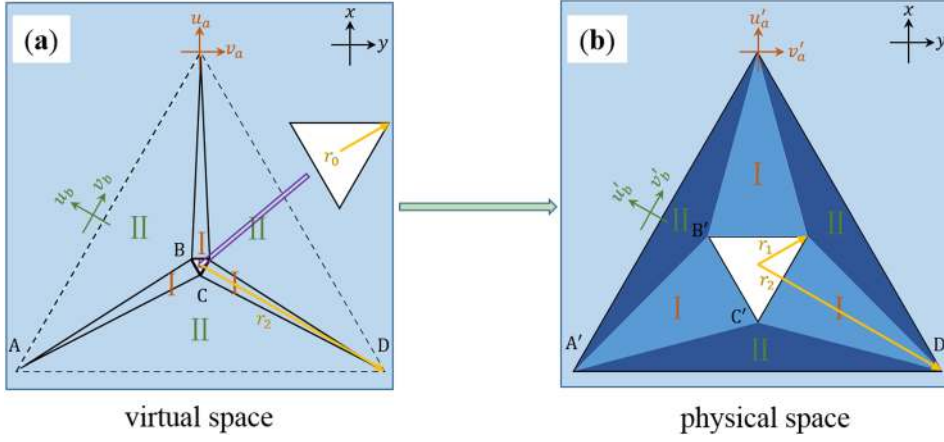 (a)
u_a
v_a
x
y
r_0
v_b
u_b
II
II
B
I
I
I
C
r_2
II
A
D
virtual space
(b)
u′_a
v′_a
x
y
I
v′_b
u′_b
II
II
B′
r_1
r_2
I
I
C′
II
A′
D
physical space